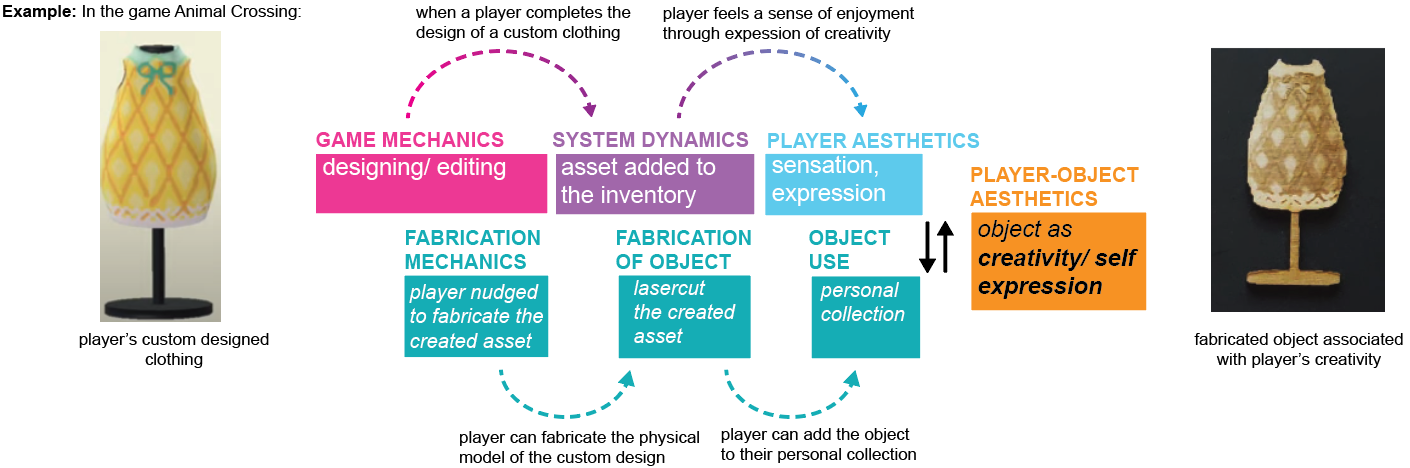 Example: In the game Animal Crossing:
when a player completes the
design of a custom clothing
player feels a sense of enjoyment
through expession of creativity
GAME MECHANICS
designing/ editing
SYSTEM DYNAMICS
asset added to
the inventory
PLAYER AESTHETICS
sensation,
expression
PLAYER-OBJECT
AESTHETICS
object as
creativity/ self
expression
FABRICATION
MECHANICS
player nudged
to fabricate the
created asset
FABRICATION
OF OBJECT
lasercut
the created
asset
OBJECT
USE
personal
collection
player's custom designed
clothing
fabricated object associated
with player's creativity
player can fabricate the physical
model of the custom design
player can add the object
to their personal collection